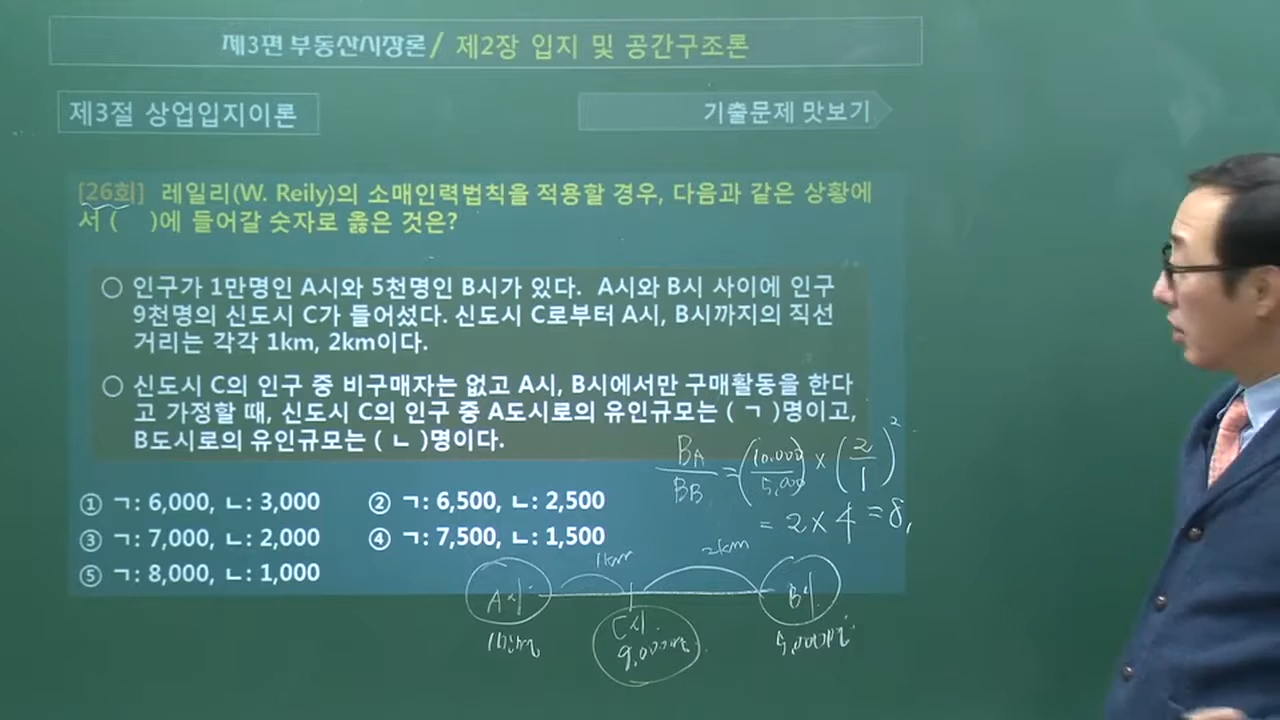 제3편 부동산시장론 / 제2장 입지 및 공간구조론
제3절 상업입지이론
기출문제 맛보기
[26회] 레일리(W. Reily)의 소매인력법칙을 적용할 경우, 다음과 같은 상황에
서 ( )에 들어갈 숫자로 옳은 것은?
○ 인구가 1만명인 A시와 5천명인 B시가 있다. A시와 B시 사이에 인구
9천명의 신도시 C가 들어섰다. 신도시 C로부터 A시, B시까지의 직선
거리는 각각 1km, 2km이다.
○ 신도시 C의 인구 중 비구매자는 없고 A시, B시에서만 구매활동을 한다
고 가정할 때, 신도시 C의 인구 중 A도시로의 유인규모는 ( ㄱ )명이고,
B도시로의 유인규모는 ( ㄴ )명이다.
① ㄱ: 6,000, ㄴ: 3,000
② ㄱ: 6,500, ㄴ: 2,500
③ ㄱ: 7,000, ㄴ: 2,000
④ ㄱ: 7,500, ㄴ: 1,500
⑤ ㄱ: 8,000, ㄴ: 1,000
BA/BB = (10,000/5,000) × (2/1)²
= 2 × 4 = 8,
1km 2km
A시 B시
C시
9,000명 5,000명